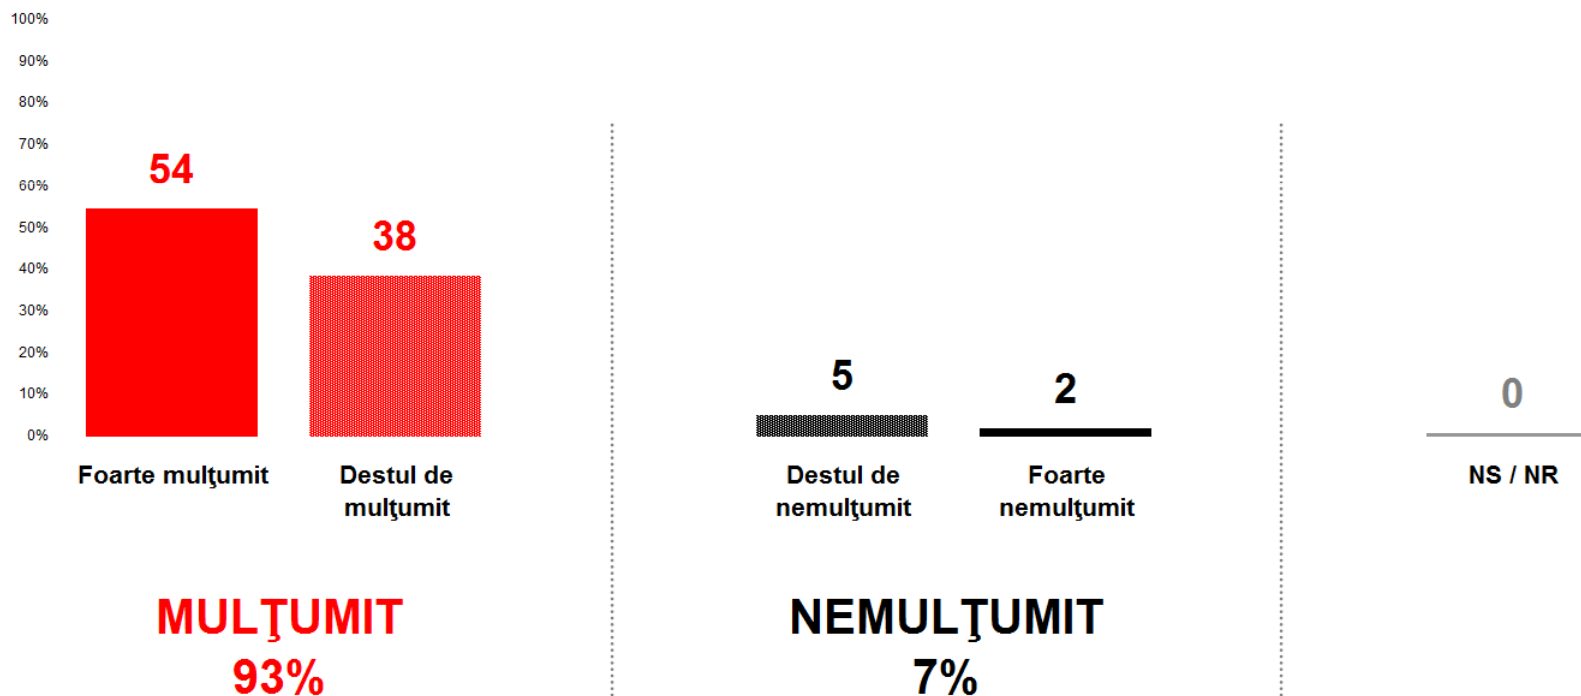 100%
90%
80%
70%
60%
50%
40%
30%
20%
10%
0%
54
38
5
2
0
Foarte mulţumit
Destul de
mulţumit
Destul de
nemulţumit
Foarte
nemulţumit
NS / NR
MULŢUMIT
93%
NEMULŢUMIT
7%